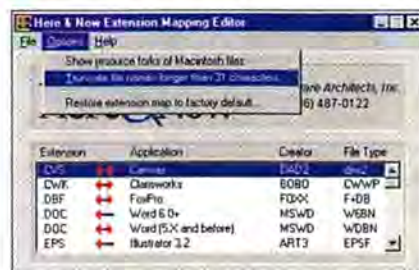 Here & Now Extension Mapping Editor
File Options Help
Show resource forks of Macintosh files
Truncate file names longer than 31 characters...
Restore extension map to factory default...
are Architects, Inc.
6) 487-0122
Extension Application Creator File Type
.CVS Canvas DAD2 drw2
.CWK Clarisworks BOBO CWWP
.DBF FoxPro FOXX F+DB
.DOC Word 6.0+ MSWD W6BN
.DOC Word (5.X and before) MSWD WDBN
.EPS Illustrator 3.2 ART3 EPSF